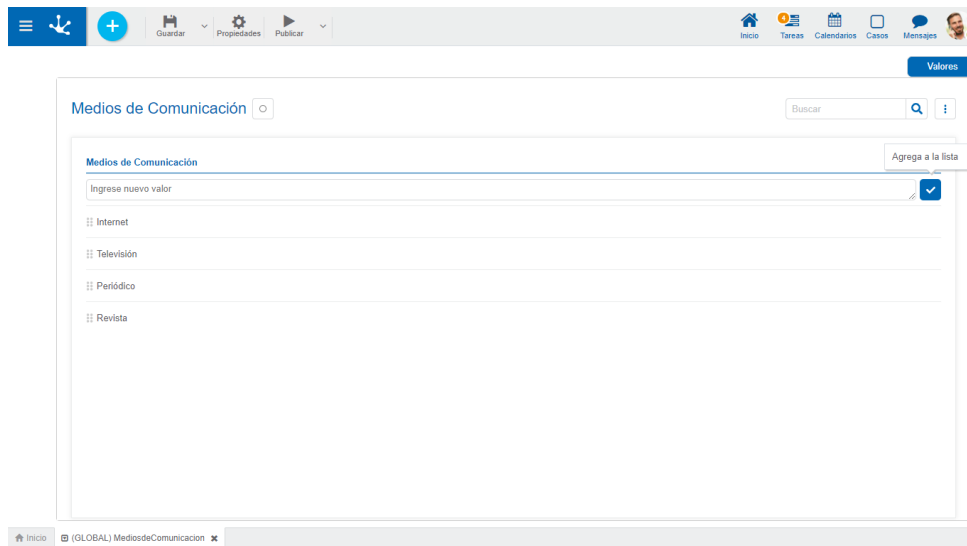 Guardar
Propiedades
Publicar
Inicio
4
Tareas
Calendarios
Casos
Mensajes
Valores
Medios de Comunicación
Buscar
Agrega a la lista
Medios de Comunicación
Ingrese nuevo valor
Internet
Televisión
Periódico
Revista
Inicio
(GLOBAL) MediosdeComunicacion